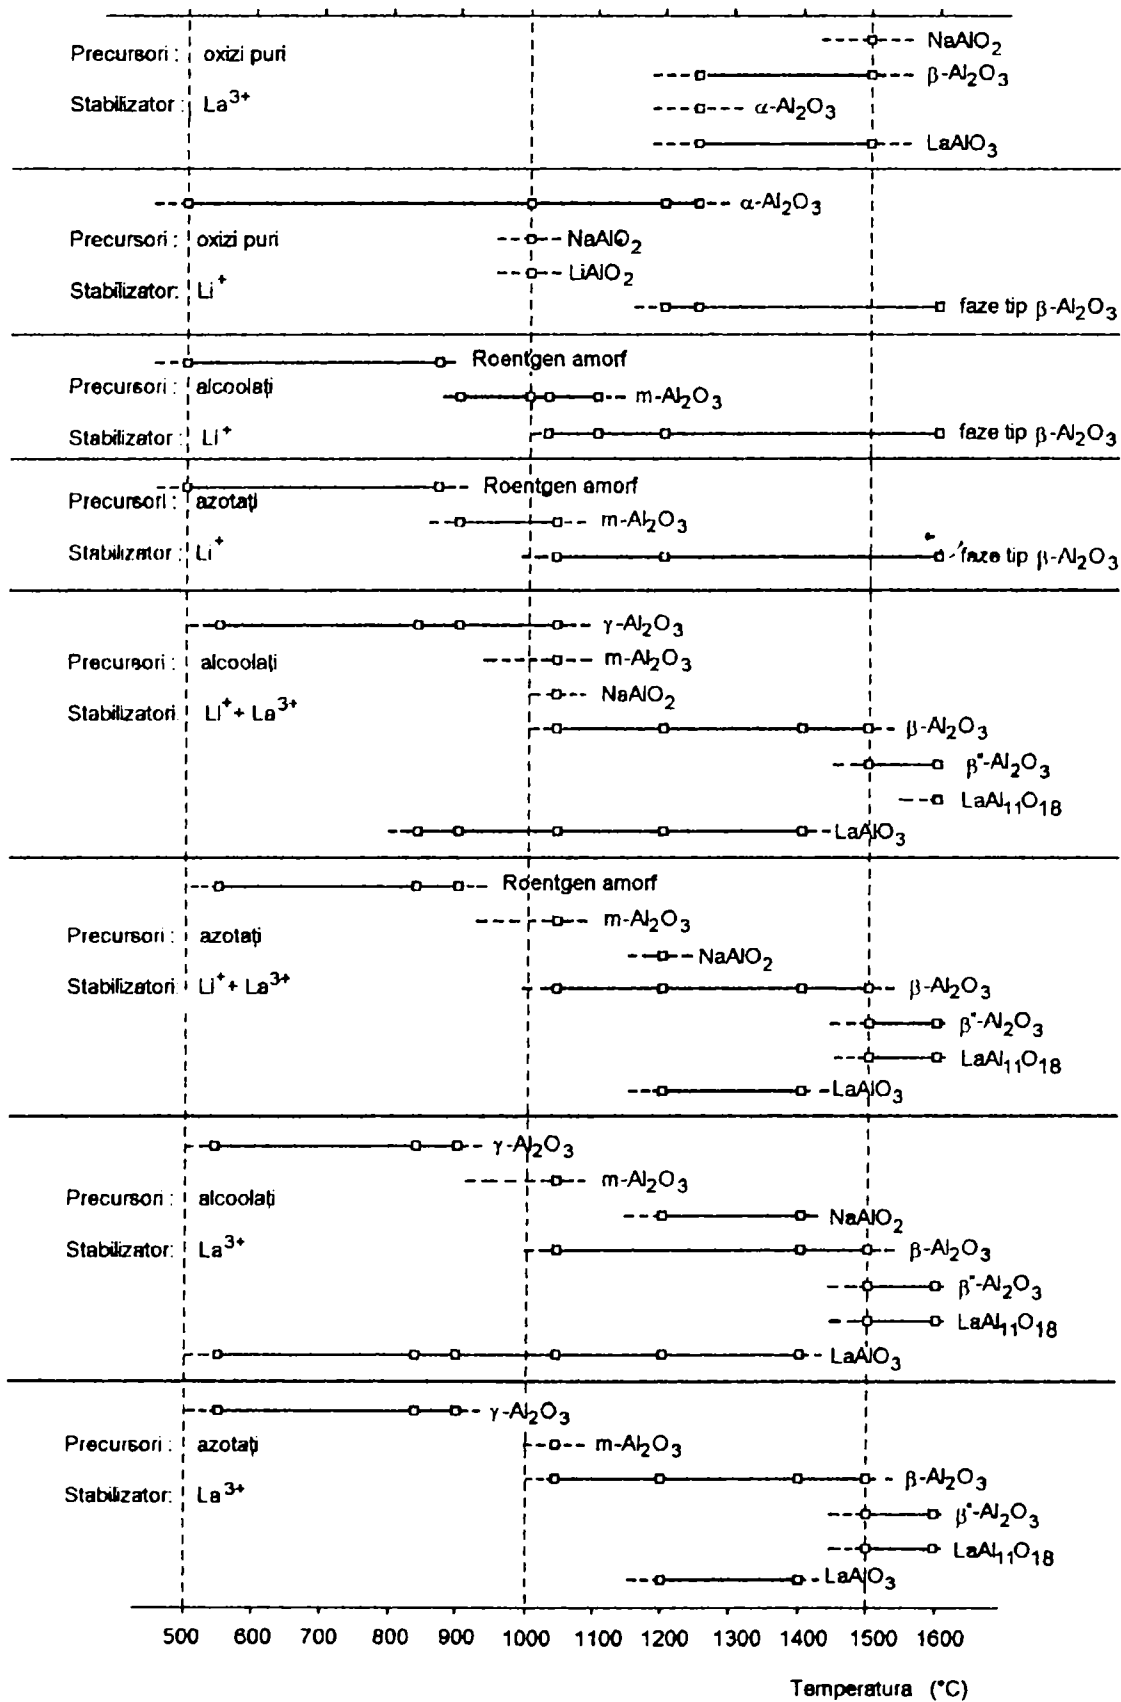 NaAlO2
Precursori : oxizi puri
β-Al2O3
Stabilizator : La3+
α-Al2O3
LaAlO3
α-Al2O3
Precursori : oxizi puri
NaAlO2
LiAlO2
Stabilizator: Li+
faze tip β-Al2O3
Roentgen amorf
Precursori : alcoolați
m-Al2O3
Stabilizator : Li+
faze tip β-Al2O3
Roentgen amorf
Precursori : azotați
m-Al2O3
Stabilizator : Li+
faze tip β-Al2O3
γ-Al2O3
Precursori : alcoolați
m-Al2O3
NaAlO2
Stabilizatori Li+ + La3+
β-Al2O3
β"-Al2O3
LaAl11O18
LaAlO3
Roentgen amorf
m-Al2O3
Precursori : azotați
NaAlO2
Stabilizatori Li+ + La3+
β-Al2O3
β"-Al2O3
LaAl11O18
LaAlO3
γ-Al2O3
m-Al2O3
Precursori : alcoolați
NaAlO2
Stabilizator: La3+
β-Al2O3
β"-Al2O3
LaAl11O18
LaAlO3
γ-Al2O3
Precursori : azotați
m-Al2O3
β-Al2O3
Stabilizator: La3+
β"-Al2O3
LaAl11O18
LaAlO3
500 600 700 800 900 1000 1100 1200 1300 1400 1500 1600
Temperatura (°C)